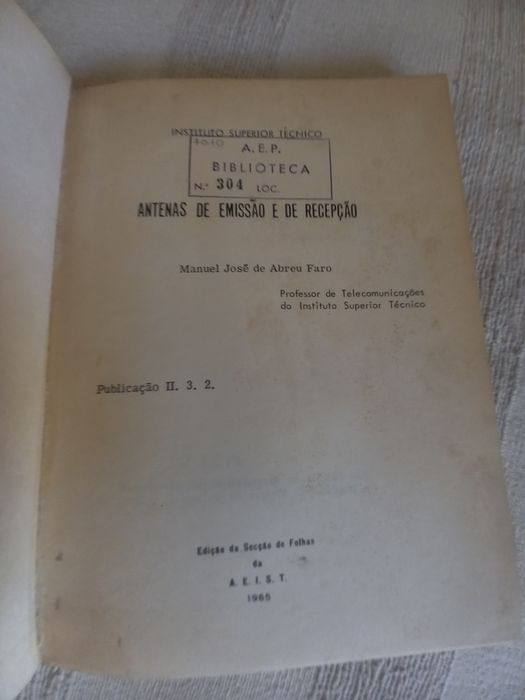 INSTITUTO SUPERIOR TÉCNICO
A. E. P.
BIBLIOTECA
N.º 304 LOC.
ANTENAS DE EMISSÃO E DE RECEPÇÃO
Manuel José de Abreu Faro
Professor de Telecomunicações
do Instituto Superior Técnico
Publicação II. 3. 2.
Edição da Secção de Folhas
da
A. E. I. S. T.
1965